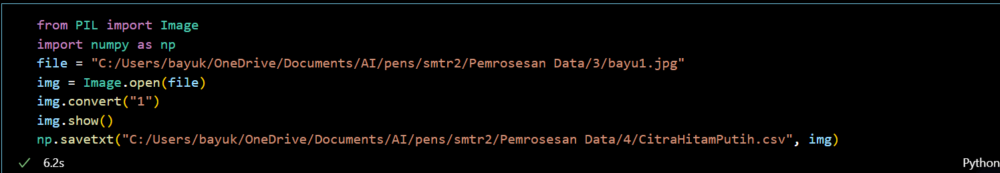 from PIL import Image
import numpy as np
file = "C:/Users/bayuk/OneDrive/Documents/AI/pens/smtr2/Pemrosesan Data/3/bayu1.jpg"
img = Image.open(file)
img.convert("1")
img.show()
np.savetxt("C:/Users/bayuk/OneDrive/Documents/AI/pens/smtr2/Pemrosesan Data/4/CitraHitamPutih.csv", img)
6.2s
Python